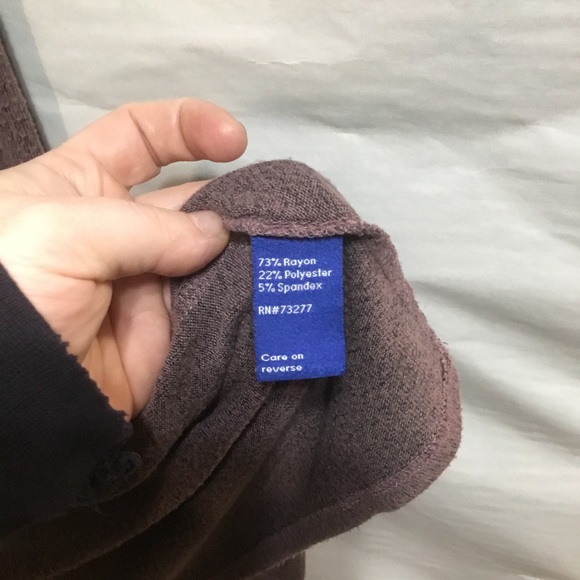 73% Rayon
22% Polyester
5% Spandex
RN#73277
Care on
reverse